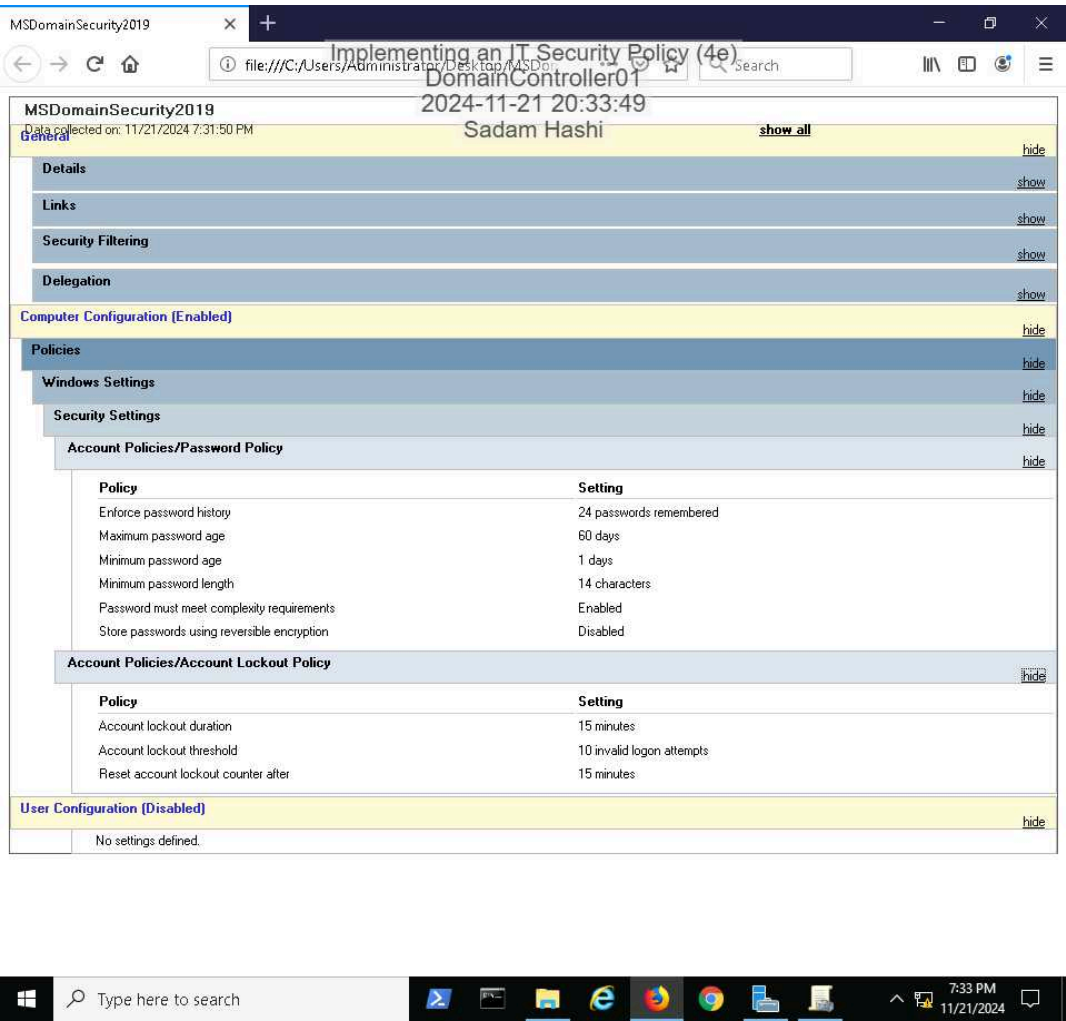 MSDomainSecurity2019
file:///C:/Users/Administrator/Desktop/MSDor
Search
Implementing an IT Security Policy (4e)
DomainController01
2024-11-21 20:33:49
Sadam Hashi
MSDomainSecurity2019
Data collected on: 11/21/2024 7:31:50 PM
show all
General
hide
Details
show
Links
show
Security Filtering
show
Delegation
show
Computer Configuration (Enabled)
hide
Policies
hide
Windows Settings
hide
Security Settings
hide
Account Policies/Password Policy
hide
Policy Setting
Enforce password history 24 passwords remembered
Maximum password age 60 days
Minimum password age 1 days
Minimum password length 14 characters
Password must meet complexity requirements Enabled
Store passwords using reversible encryption Disabled
Account Policies/Account Lockout Policy
hide
Policy Setting
Account lockout duration 15 minutes
Account lockout threshold 10 invalid logon attempts
Reset account lockout counter after 15 minutes
User Configuration (Disabled)
hide
No settings defined.
Type here to search
7:33 PM
11/21/2024